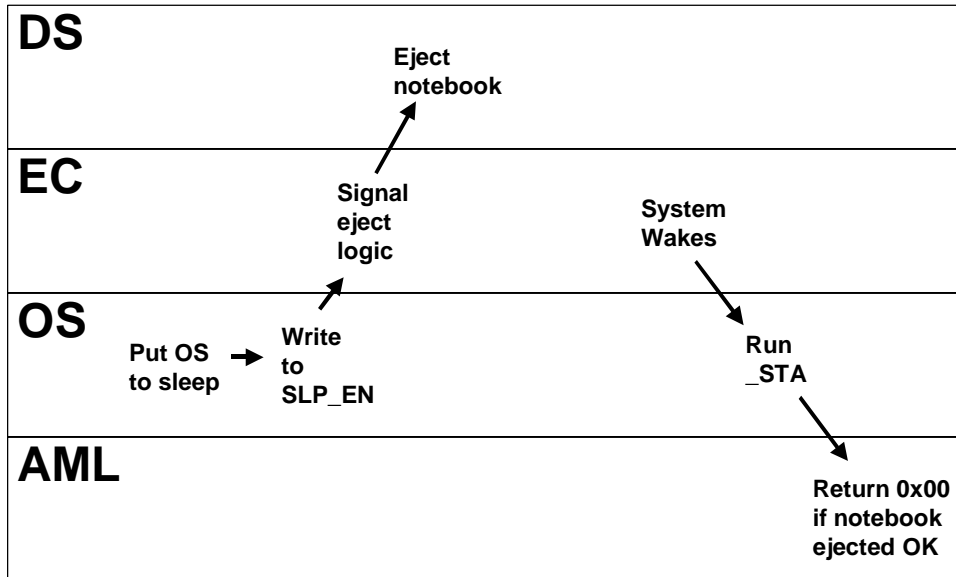 DS
Eject
notebook
EC
Signal
eject
logic
System
Wakes
OS
Put OS
to sleep
Write
to
SLP_EN
Run
_STA
AML
Return 0x00
if notebook
ejected OK